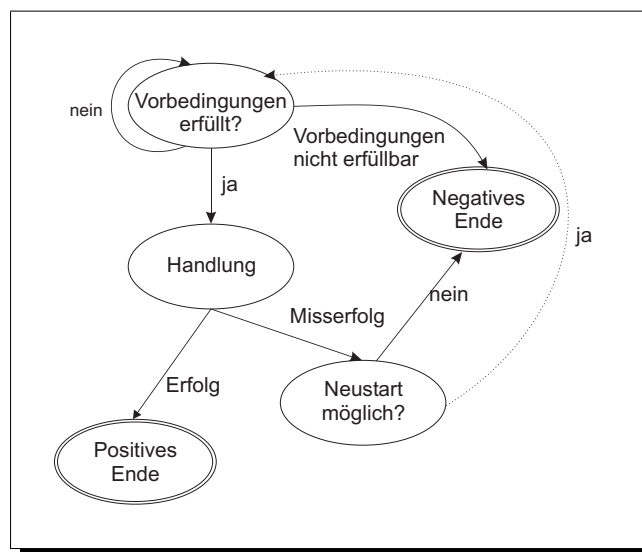 Vorbedingungen
erfüllt?
nein
Vorbedingungen
nicht erfüllbar
ja
Negatives
Ende
ja
Handlung
nein
Misserfolg
Erfolg
Neustart
möglich?
Positives
Ende